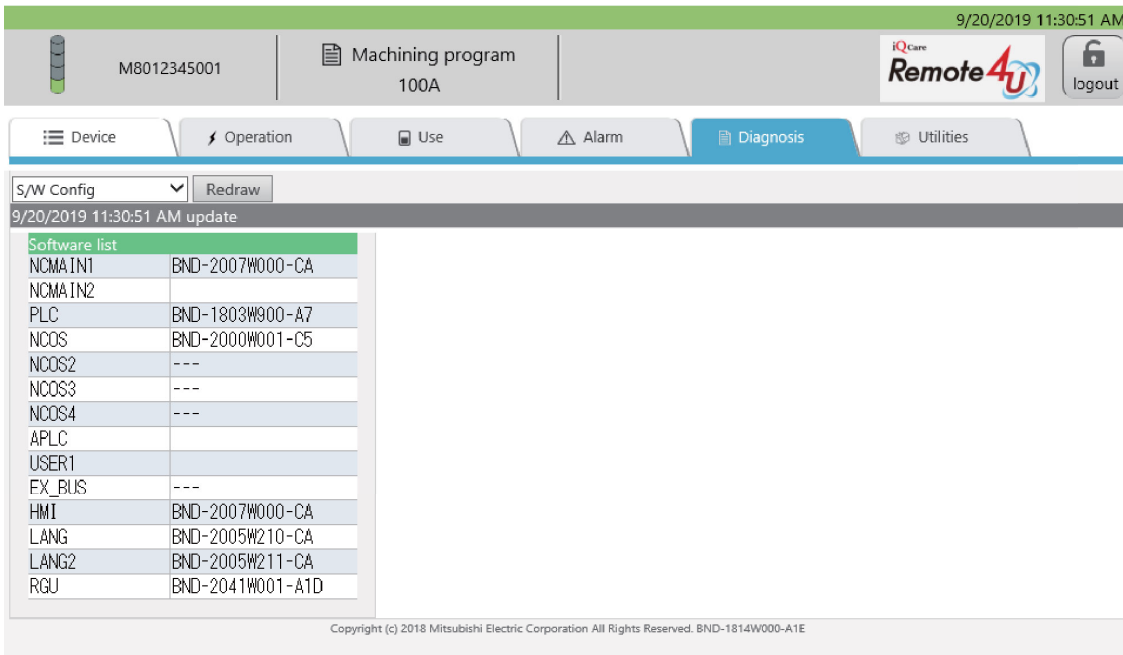 9/20/2019 11:30:51 AM
M8012345001
Machining program
100A
iQ Care
Remote4U
logout
Device
Operation
Use
Alarm
Diagnosis
Utilities
S/W Config
Redraw
9/20/2019 11:30:51 AM update
Software list
NCMAIN1 BND-2007W000-CA
NCMAIN2
PLC BND-1803W900-A7
NCOS BND-2000W001-C5
NCOS2 ---
NCOS3 ---
NCOS4 ---
APLC
USER1
EX_BUS ---
HMI BND-2007W000-CA
LANG BND-2005W210-CA
LANG2 BND-2005W211-CA
RGU BND-2041W001-A1D
Copyright (c) 2018 Mitsubishi Electric Corporation All Rights Reserved. BND-1814W000-A1E